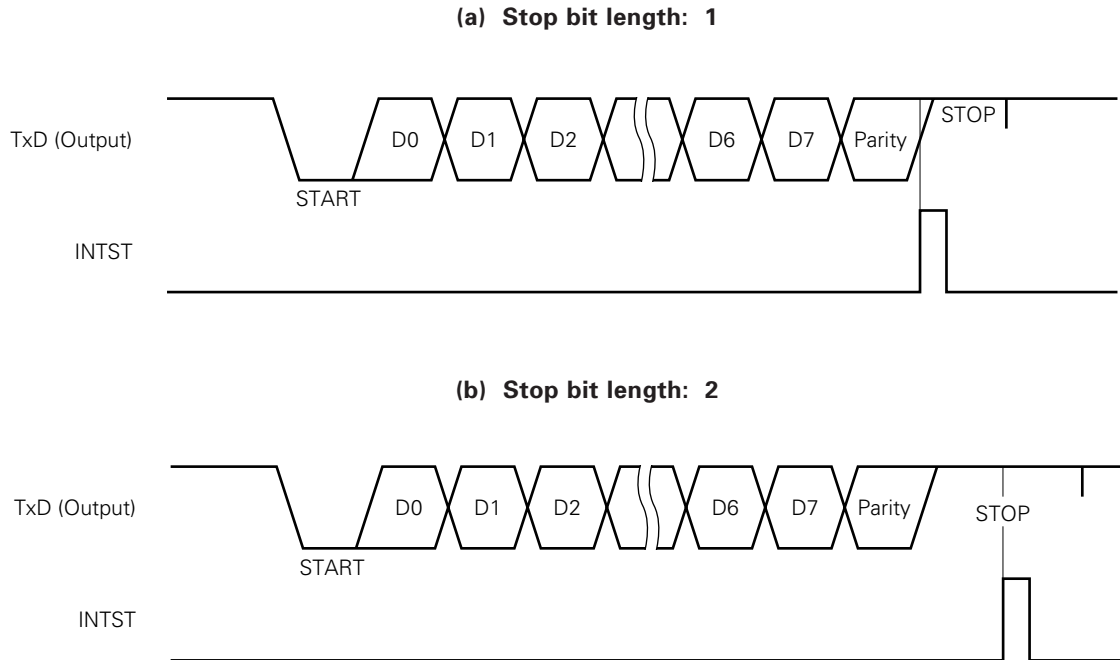 (a) Stop bit length: 1
TxD (Output)
D0
D1
D2
D6
D7
Parity
STOP
START
INTST
(b) Stop bit length: 2
TxD (Output)
D0
D1
D2
D6
D7
Parity
STOP
START
INTST